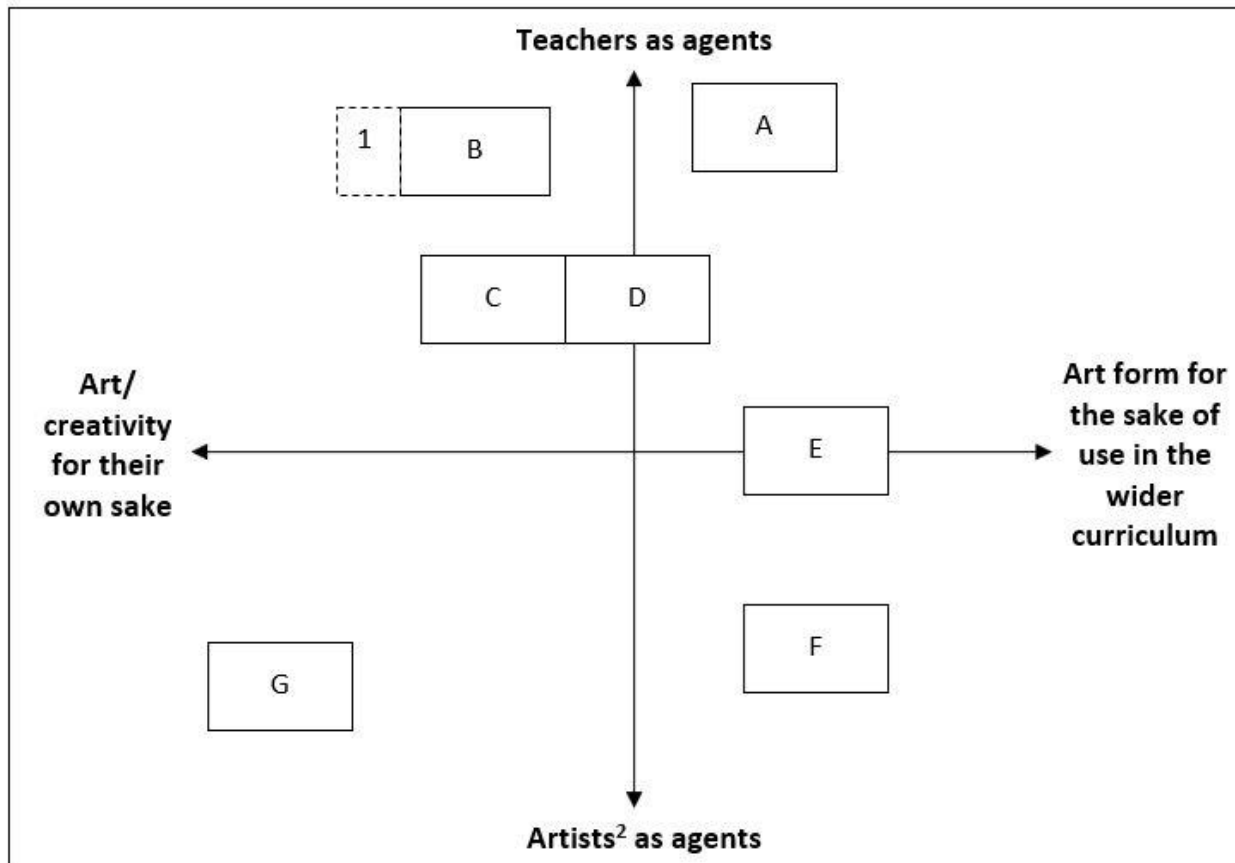 Teachers as agents
A
1
B
C
D
Art/
creativity
for their
own sake
E
Art form for
the sake of
use in the
wider
curriculum
F
G
Artists² as agents